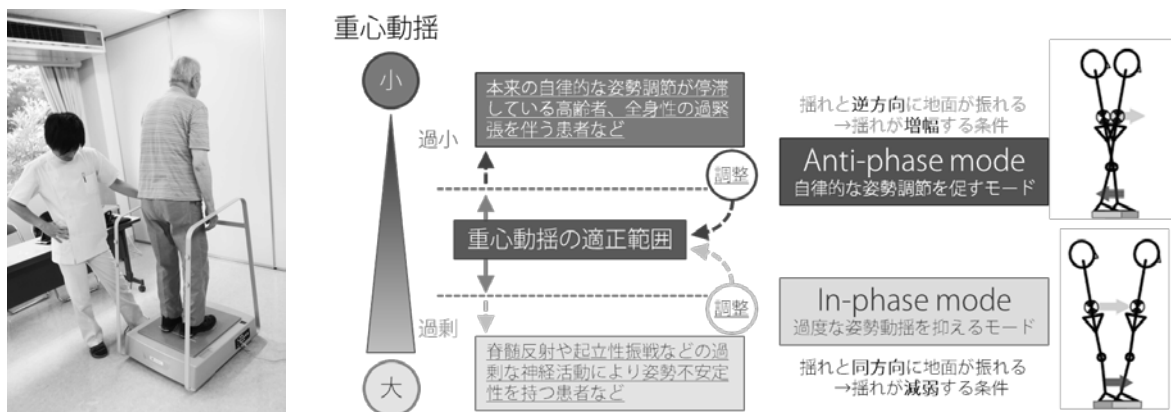 重心動揺
小
過小
本来の自律的な姿勢調節が停滞
している高齢者、全身性の過緊
張を伴う患者など
調整
重心動揺の適正範囲
調整
過剰
大
脊髄反射や起立性振戦などの過
剰な神経活動により姿勢不安定
性を持つ患者など
揺れと逆方向に地面が振れる
→揺れが増幅する条件
Anti-phase mode
自律的な姿勢調節を促すモード
In-phase mode
過度な姿勢動揺を抑えるモード
揺れと同方向に地面が振れる
→揺れが減弱する条件